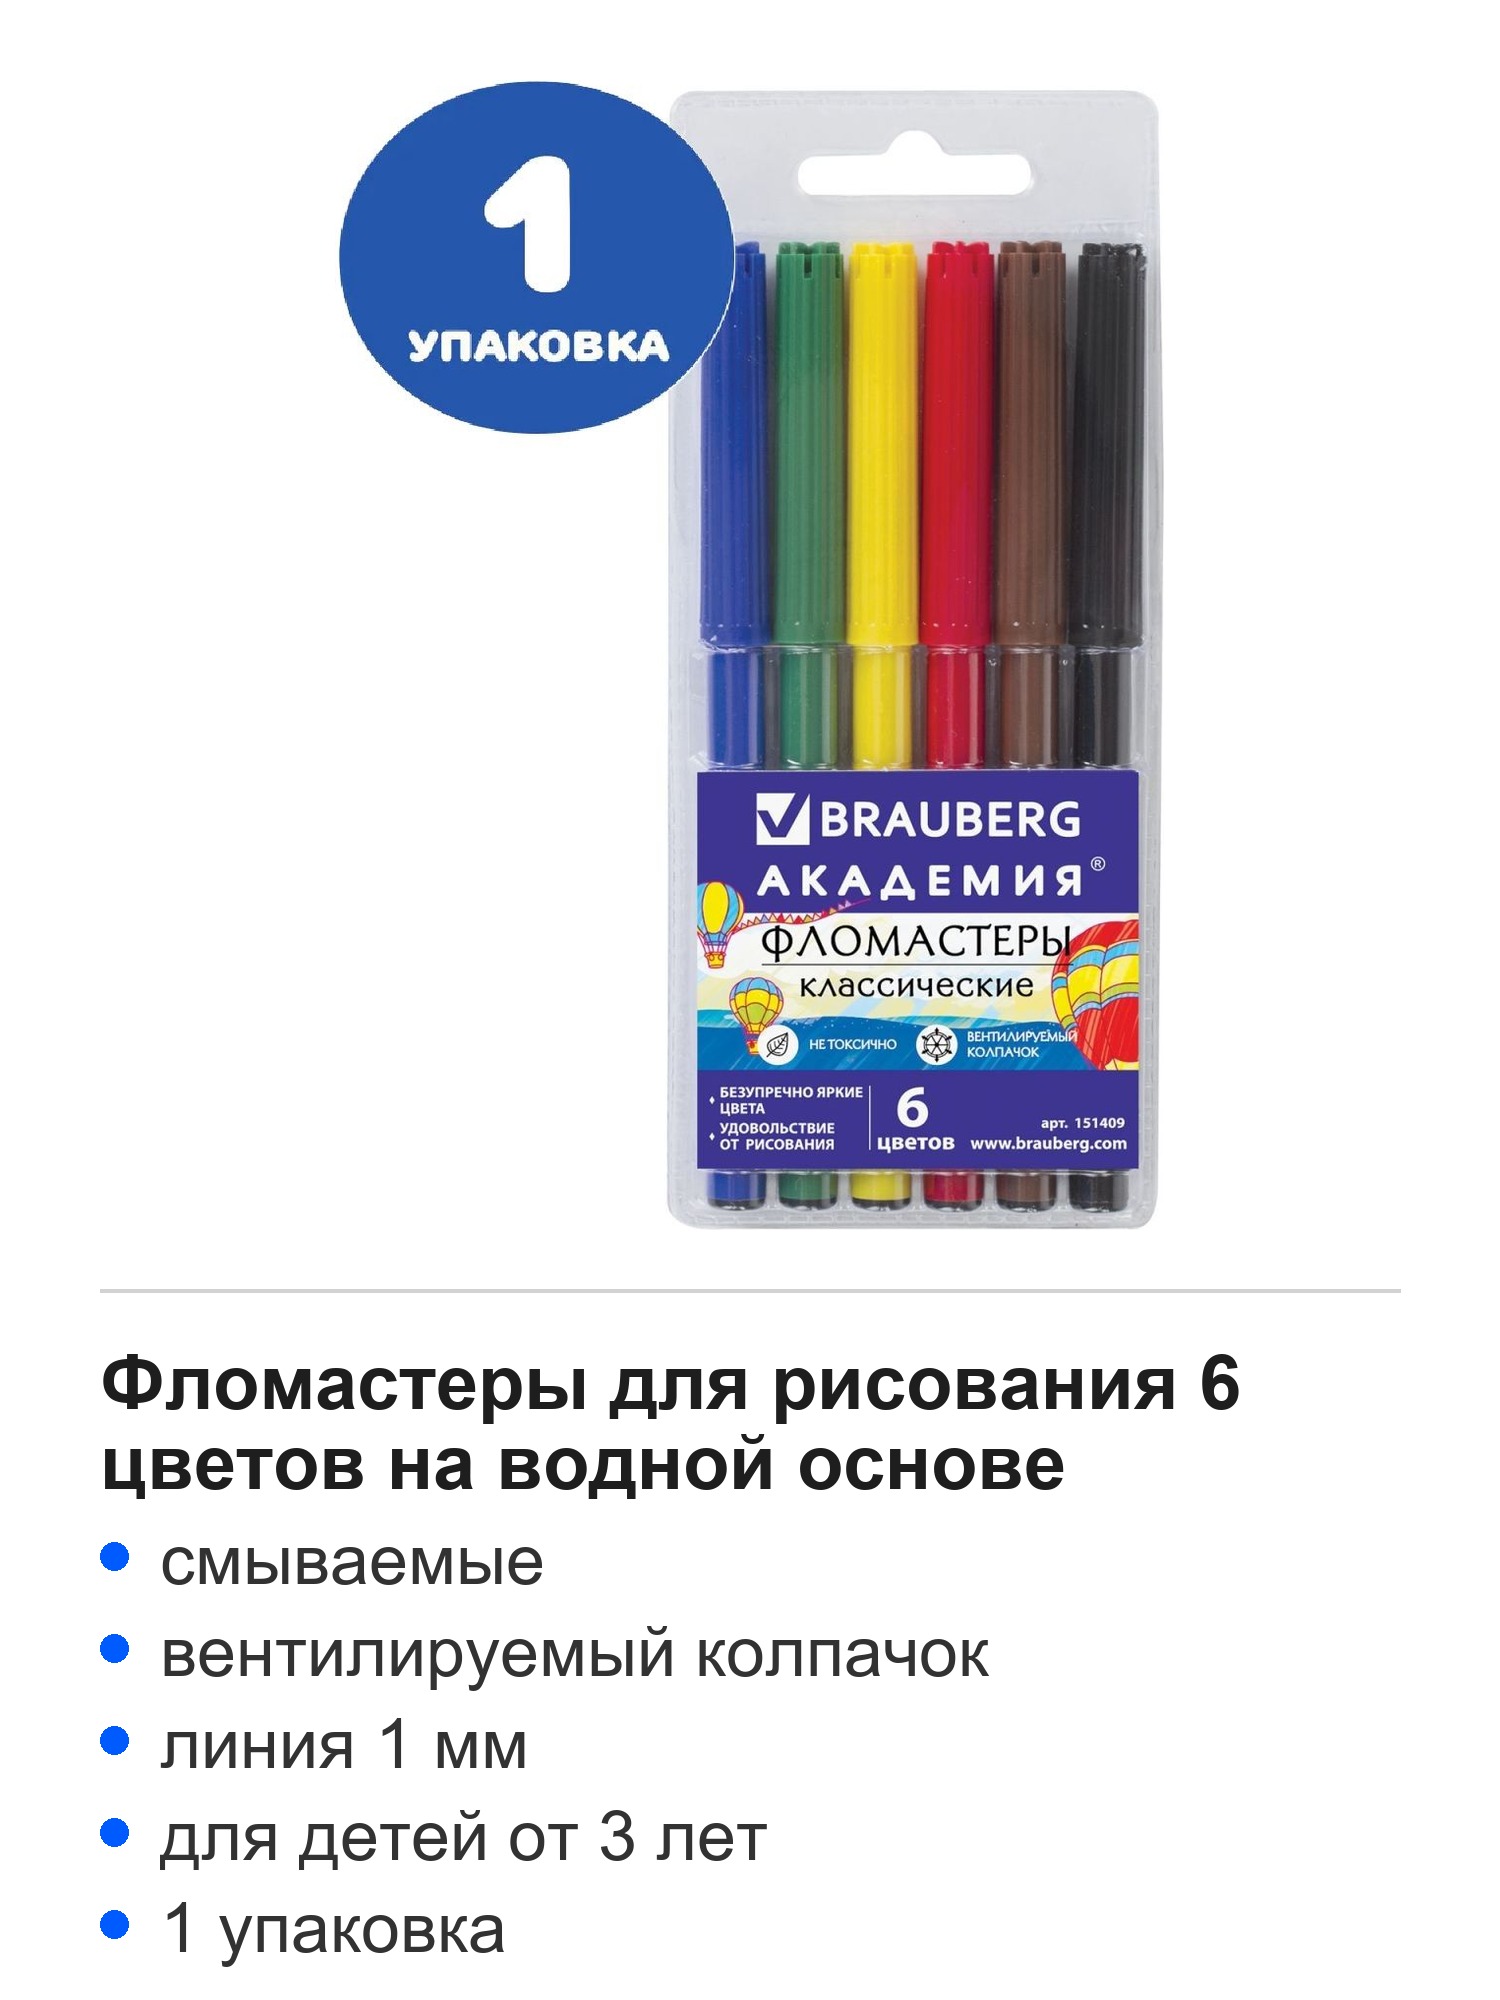 1
УПАКОВКА
BRAUBERG
АКАДЕМИЯ®
ФЛОМАСТЕРЫ
классические
НЕ ТОКСИЧНО
ВЕНТИЛИРУЕМЫЙ
КОЛПАЧОК
БЕЗУПРЕЧНО ЯРКИЕ
ЦВЕТА
УДОВОЛЬСТВИЕ
ОТ РИСОВАНИЯ
6
цветов
арт. 151409
www.brauberg.com
Фломастеры для рисования 6
цветов на водной основе
смываемые
вентилируемый колпачок
линия 1 мм
для детей от 3 лет
1 упаковка